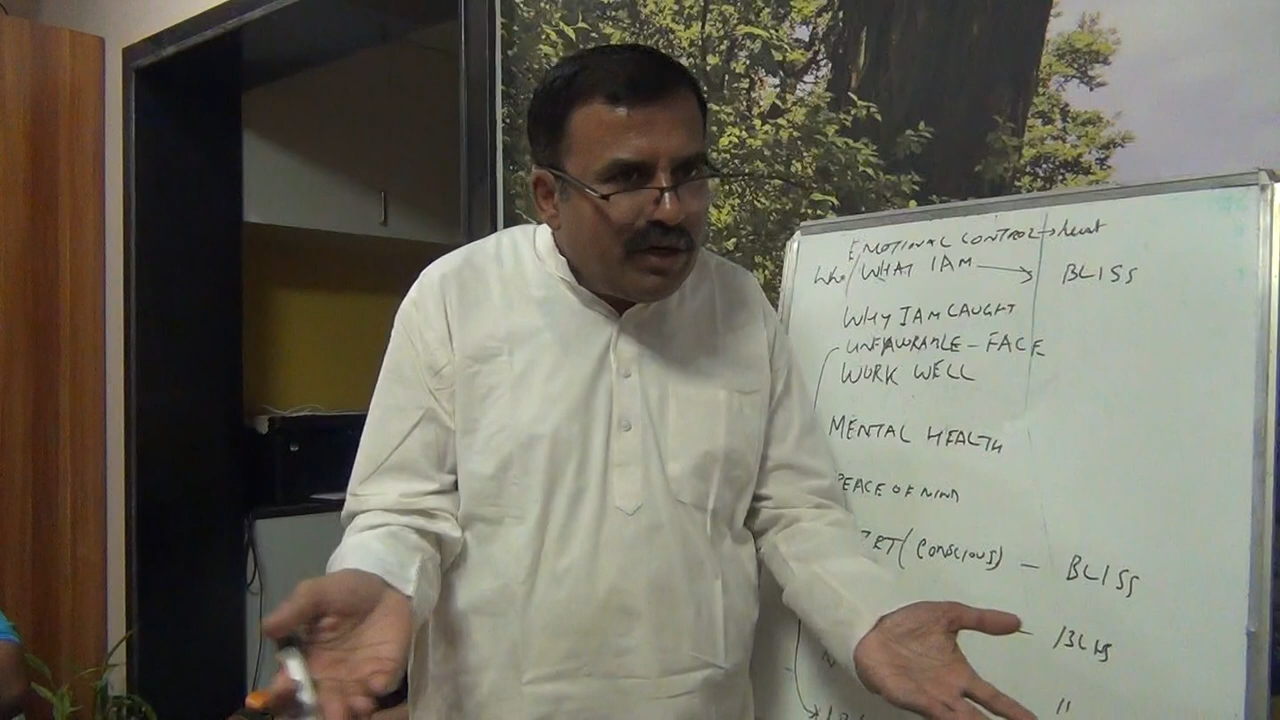 EMOTIONAL CONTROL →
Who / WHAT I AM → BLISS
WHY I AM CAUGHT
UNFAVORABLE - FACE
WORK WELL
MENTAL HEALTH
PEACE OF MIND
(CONSCIOUS) - BLISS
- BLISS
"